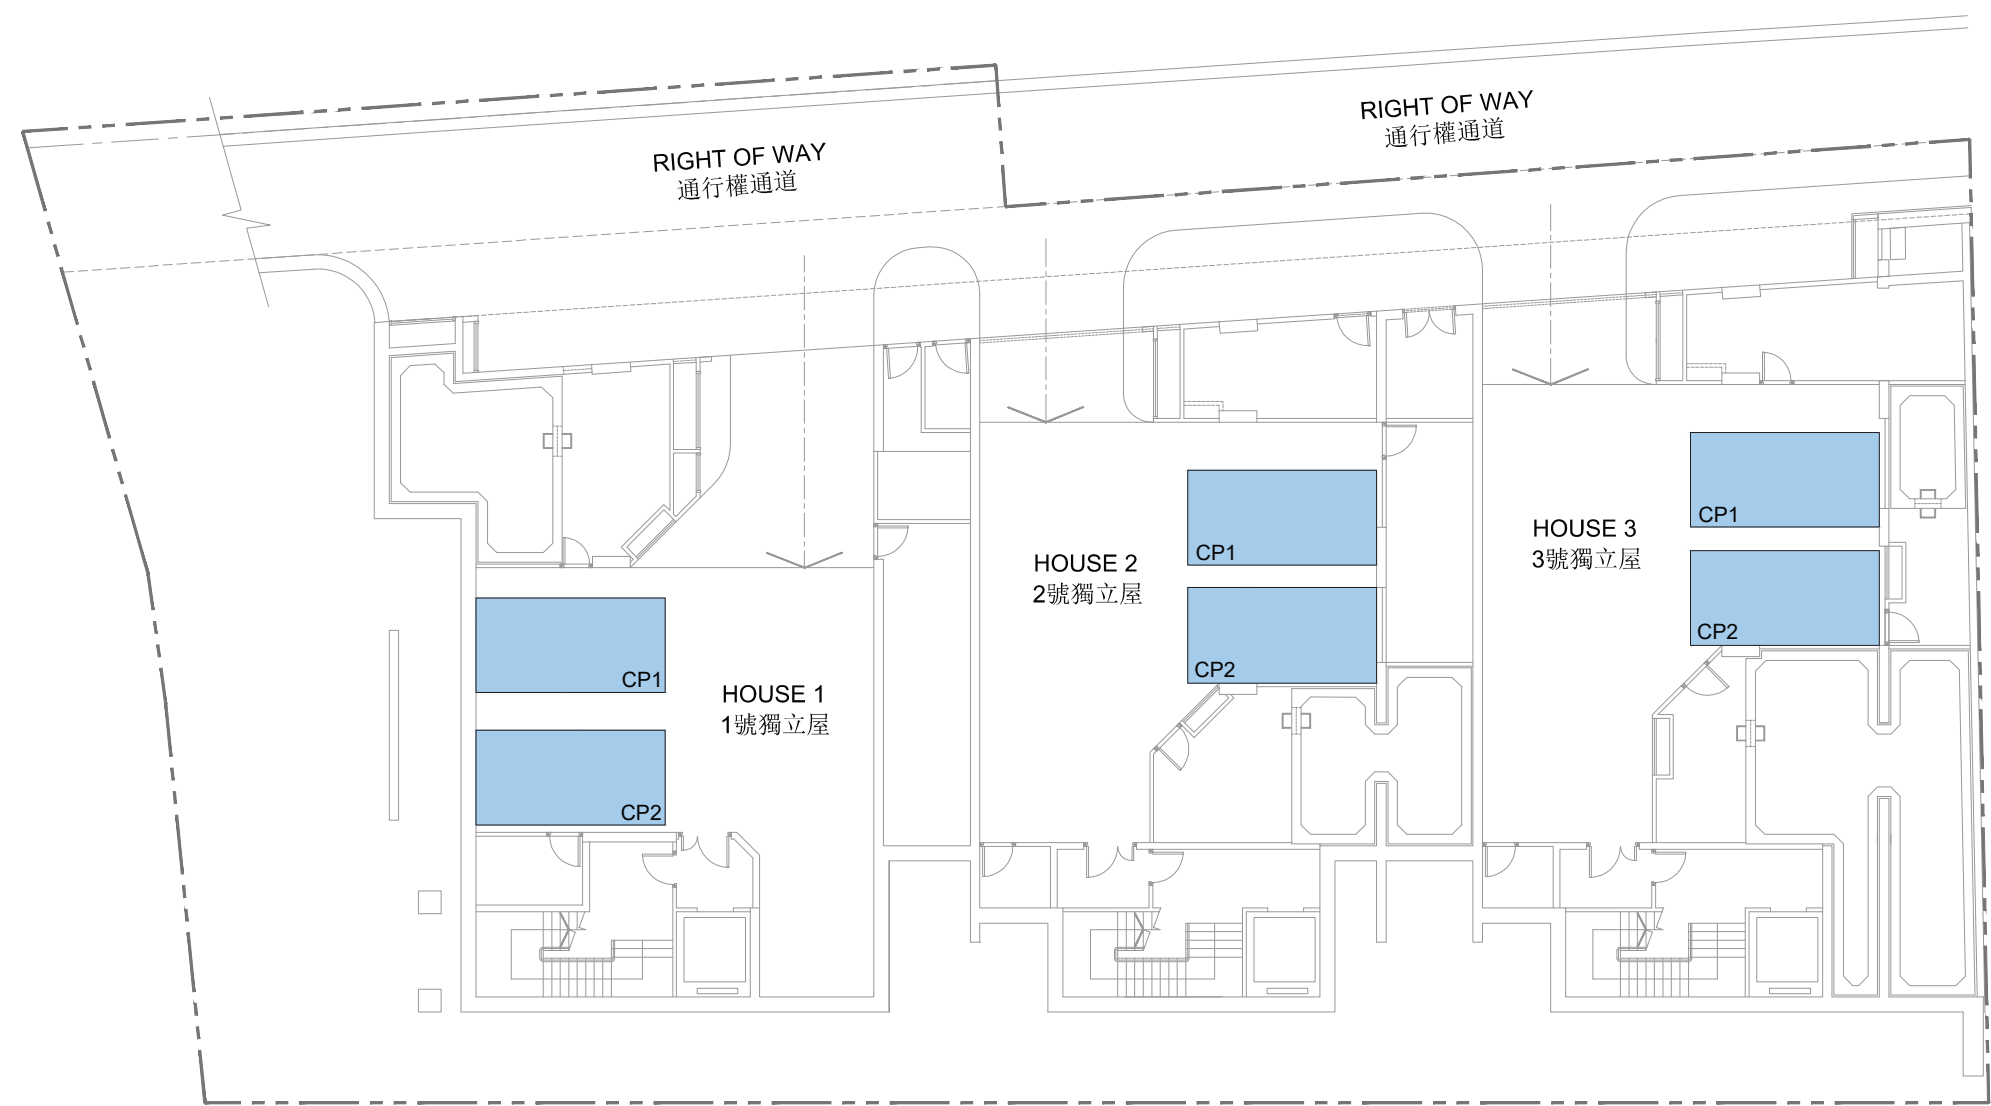 RIGHT OF WAY
通行權通道
RIGHT OF WAY
通行權通道
HOUSE 1
1號獨立屋
CP1
CP2
HOUSE 2
2號獨立屋
CP1
CP2
HOUSE 3
3號獨立屋
CP1
CP2